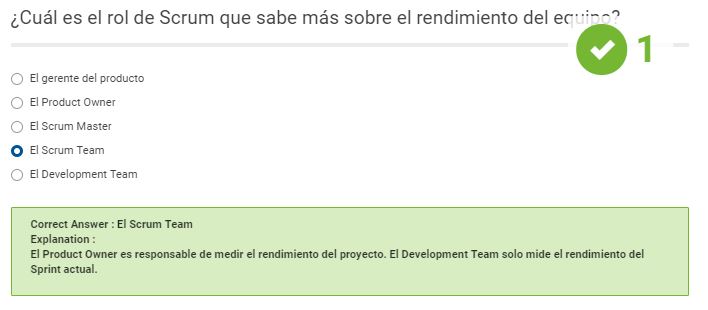 ¿Cuál es el rol de Scrum que sabe más sobre el rendimiento del equipo?
1
El gerente del producto
El Product Owner
El Scrum Master
El Scrum Team
El Development Team
Correct Answer : El Scrum Team
Explanation :
El Product Owner es responsable de medir el rendimiento del proyecto. El Development Team solo mide el rendimiento del
Sprint actual.